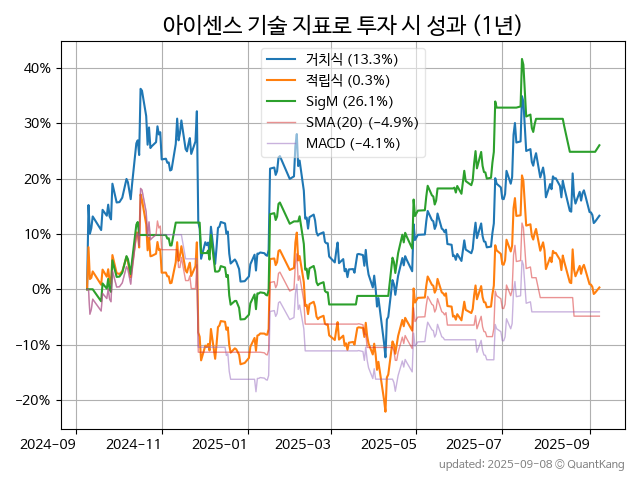 아이센스 기술 지표로 투자 시 성과 (1년)
거치식 (13.3%)
적립식 (0.3%)
SigM (26.1%)
SMA(20) (−4.9%)
MACD (−4.1%)
40%
30%
20%
10%
0%
−10%
−20%
2024-09 2024-11 2025-01 2025-03 2025-05 2025-07 2025-09
updated: 2025-09-08 © QuantKang